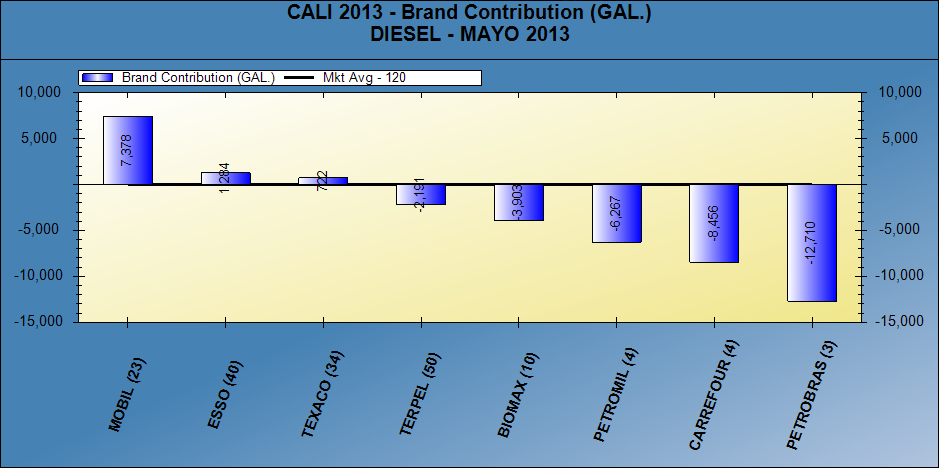 CALI 2013 - Brand Contribution (GAL.)
DIESEL - MAYO 2013
Brand Contribution (GAL.) Mkt Avg - 120
10,000 10,000
5,000 5,000
-5,000 -5,000
-10,000 -10,000
-15,000 -15,000
7,378
1,284
722
-2,191
-3,903
-6,267
-8,456
-12,710
MOBIL (23)
ESSO (40)
TEXACO (34)
TERPEL (50)
BIOMAX (10)
PETROMIL (4)
CARREFOUR (4)
PETROBRAS (3)